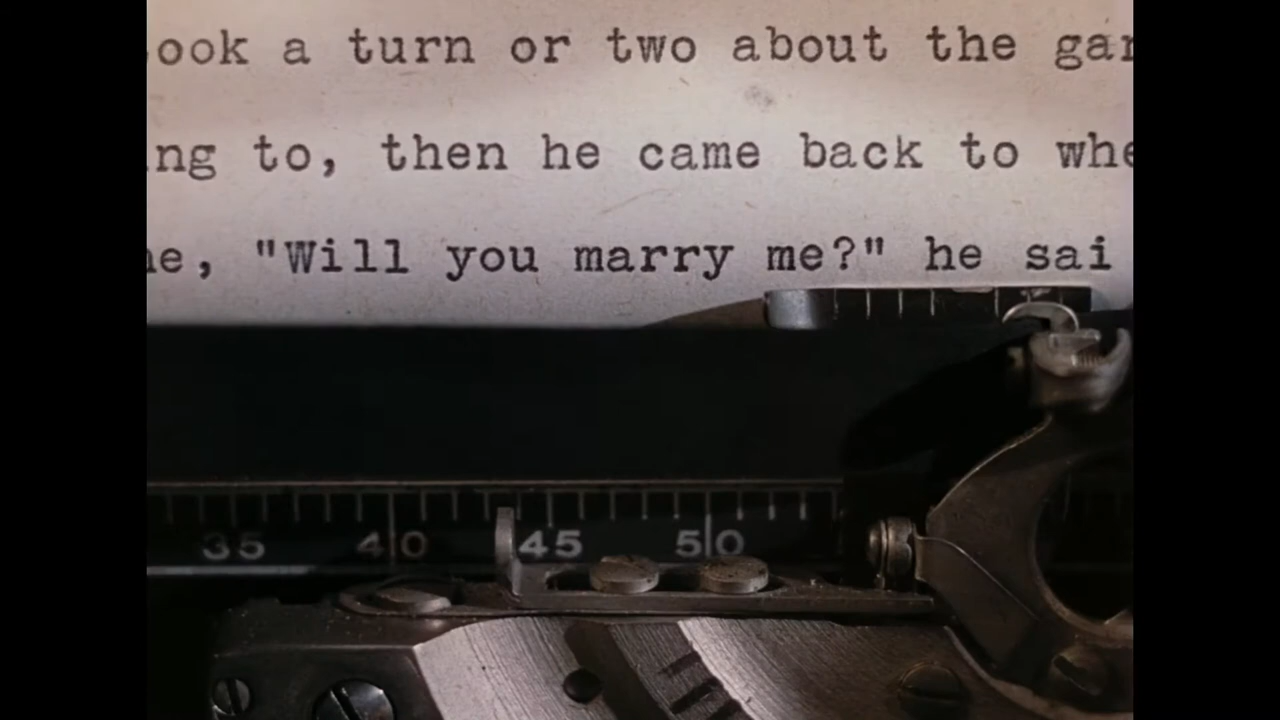 ook a turn or two about the gar
ng to, then he came back to whe
he, "Will you marry me?" he sai
35 40 45 50